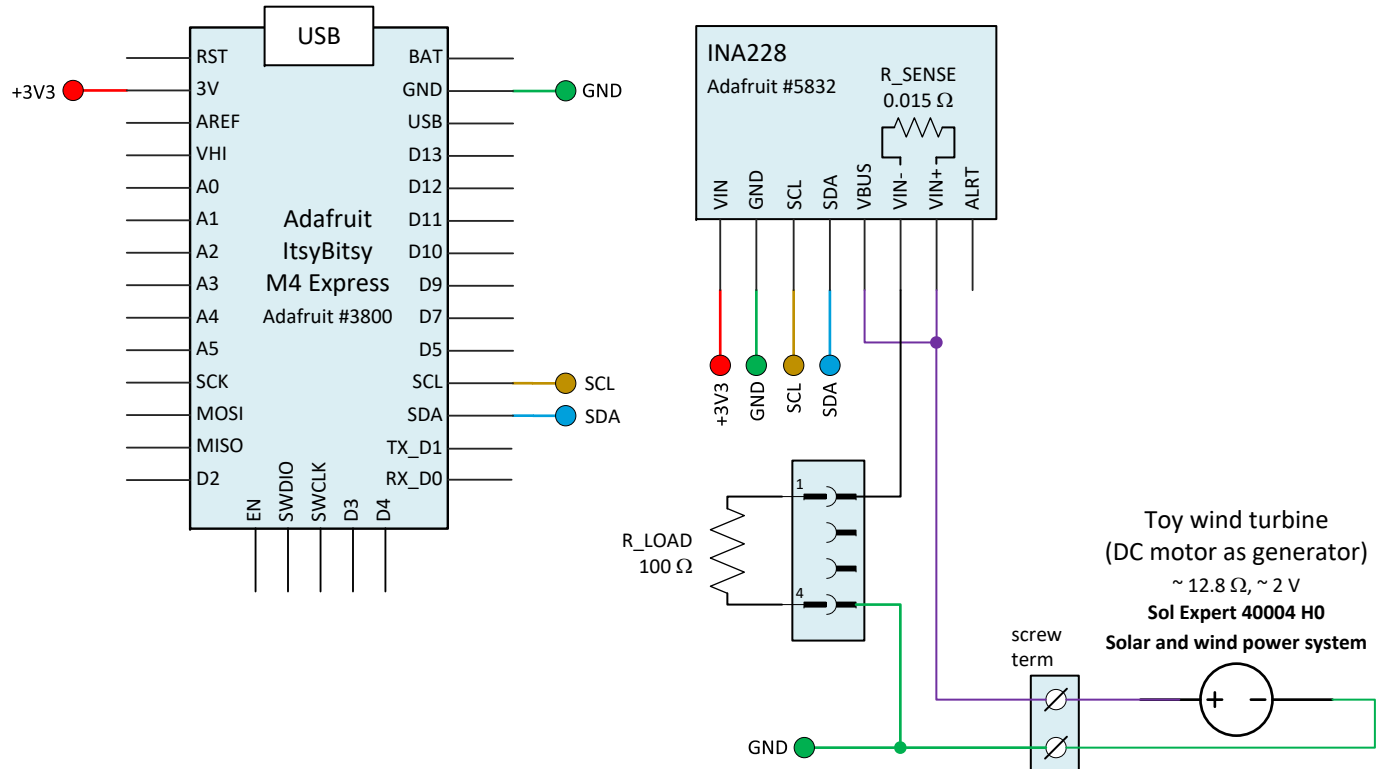 USB
RST
3V
AREF
VHI
A0
A1
A2
A3
A4
A5
SCK
MOSI
MISO
D2
+3V3
BAT
GND
USB
D13
D12
D11
D10
D9
D7
D5
SCL
SDA
TX_D1
RX_D0
GND
SCL
SDA
Adafruit
ItsyBitsy
M4 Express
Adafruit #3800
EN
SWDIO
SWCLK
D3
D4
INA228
Adafruit #5832
R_SENSE
0.015 Ω
VIN
GND
SCL
SDA
VBUS
VIN-
VIN+
ALRT
+3V3
GND
SCL
SDA
1
4
R_LOAD
100 Ω
Toy wind turbine
(DC motor as generator)
~ 12.8 Ω, ~ 2 V
Sol Expert 40004 H0
Solar and wind power system
screw
term
+ −
GND